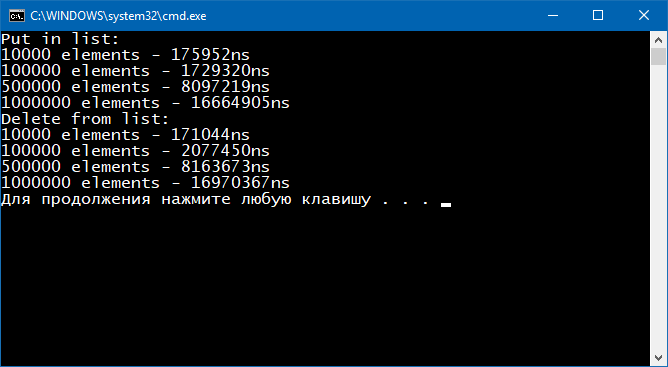 C:\WINDOWS\system32\cmd.exe
Put in list:
10000 elements - 175952ns
100000 elements - 1729320ns
500000 elements - 8097219ns
1000000 elements - 16664905ns
Delete from list:
10000 elements - 171044ns
100000 elements - 2077450ns
500000 elements - 8163673ns
1000000 elements - 16970367ns
Для продолжения нажмите любую клавишу . . .